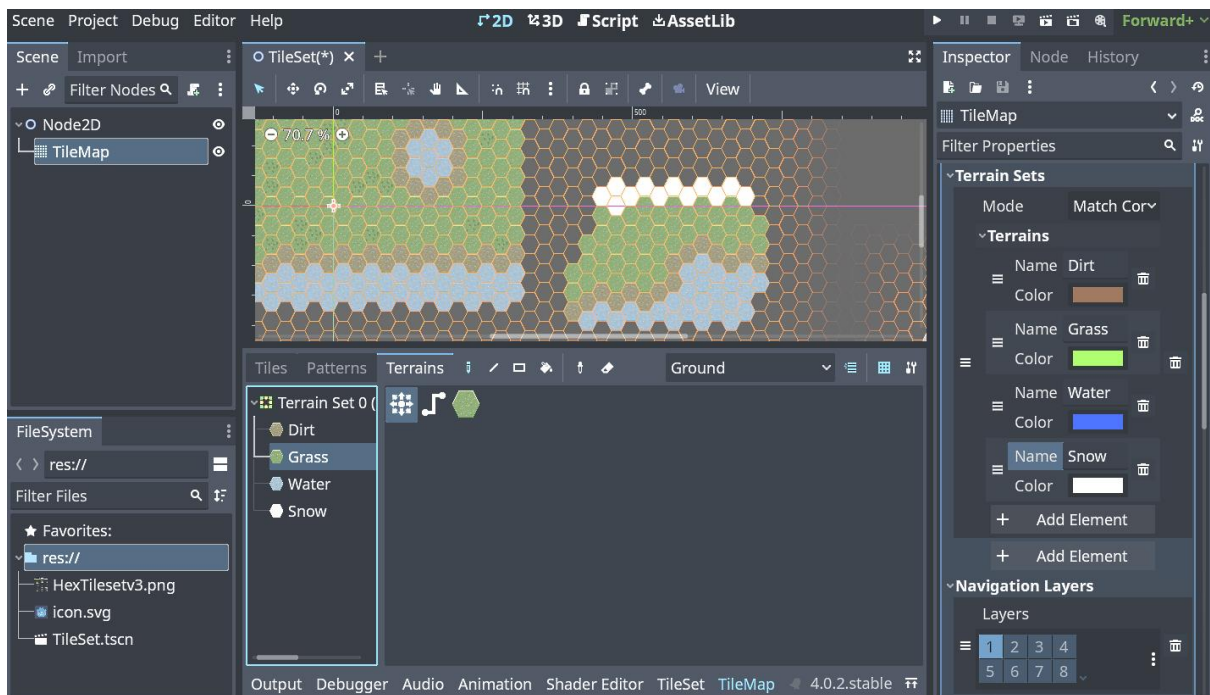 Scene Project Debug Editor Help
2D 3D Script AssetLib
Forward+
Scene Import
Filter Nodes
Node2D
TileMap
FileSystem
res://
Filter Files
Favorites:
res://
HexTilesetv3.png
icon.svg
TileSet.tscn
TileSet(*)
View
0
500
70.7 %
0
Tiles Patterns Terrains
Ground
Terrain Set 0 (
Dirt
Grass
Water
Snow
Output Debugger Audio Animation Shader Editor TileSet TileMap 4.0.2.stable
Inspector Node History
TileMap
Filter Properties
Terrain Sets
Mode Match Cor
Terrains
Name Dirt
Color
Name Grass
Color
Name Water
Color
Name Snow
Color
+ Add Element
+ Add Element
Navigation Layers
Layers
1 2 3 4
5 6 7 8